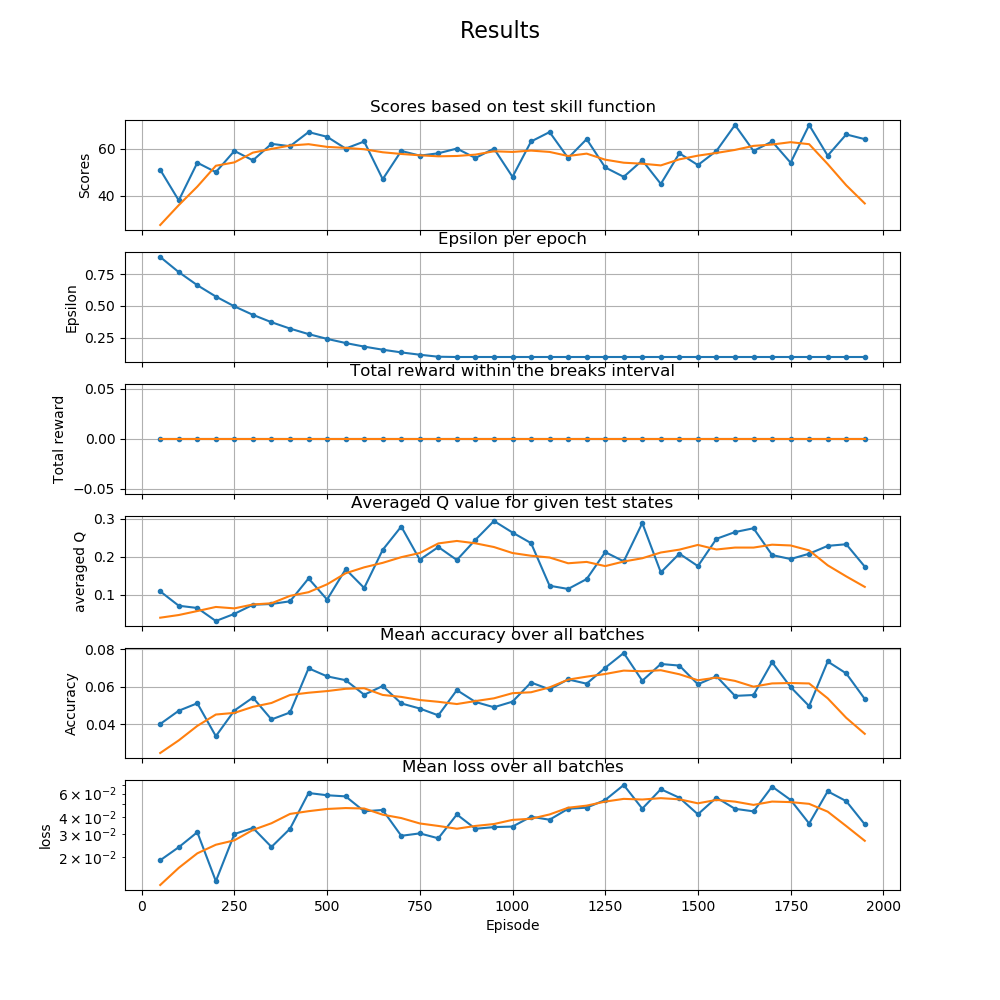 Results
Scores based on test skill function
60
40
Scores
Epsilon per epoch
0.75
0.50
0.25
Epsilon
Total reward within the breaks interval
0.05
0.00
−0.05
Total reward
Averaged Q value for given test states
0.3
0.2
0.1
averaged Q
Mean accuracy over all batches
0.08
0.06
0.04
Accuracy
Mean loss over all batches
6 × 10⁻²
4 × 10⁻²
3 × 10⁻²
2 × 10⁻²
loss
0 250 500 750 1000 1250 1500 1750 2000
Episode